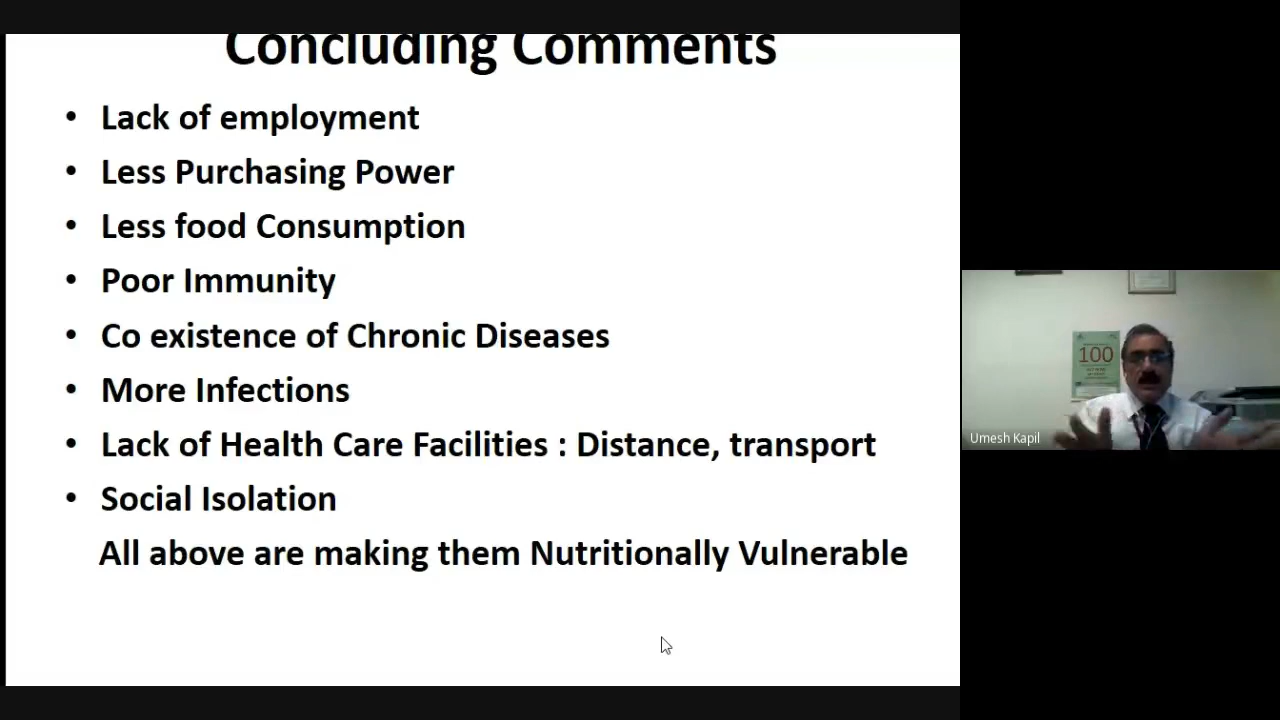 Concluding Comments
• Lack of employment
• Less Purchasing Power
• Less food Consumption
• Poor Immunity
• Co existence of Chronic Diseases
• More Infections
• Lack of Health Care Facilities : Distance, transport
• Social Isolation
All above are making them Nutritionally Vulnerable
100
Umesh Kapil